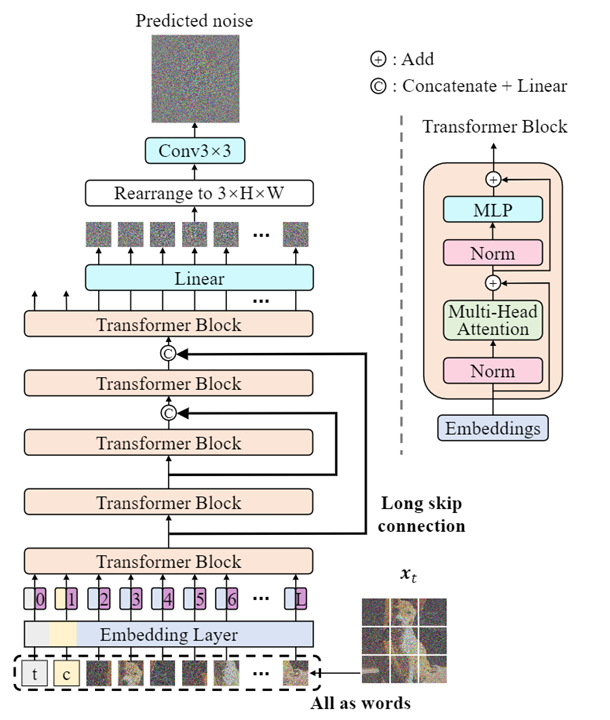 Predicted noise
+ : Add
C : Concatenate + Linear
Conv3×3
Rearrange to 3×H×W
...
Linear
...
Transformer Block
C
Transformer Block
C
Transformer Block
Transformer Block
Long skip
connection
Transformer Block
0 1 2 3 4 5 6 ... L
Embedding Layer
t c ...
All as words
x_t
Transformer Block
+
MLP
Norm
+
Multi-Head
Attention
Norm
Embeddings